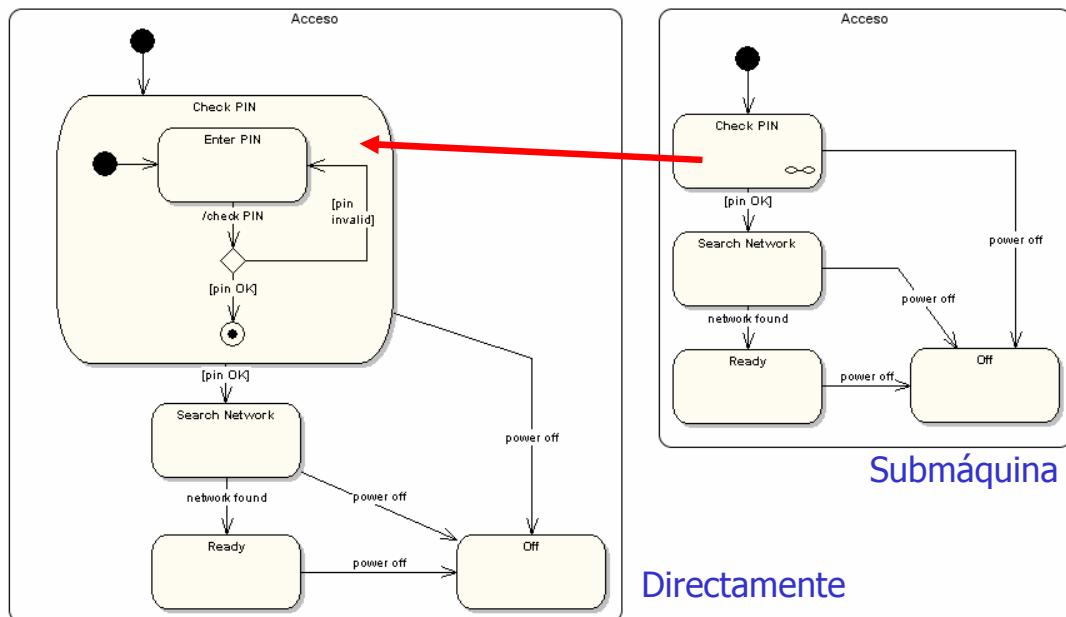 Acceso
Check PIN
Enter PIN
/check PIN
[pin
invalid]
[pin OK]
[pin OK]
Search Network
power off
network found
power off
Ready
power off
Off
Directamente
Acceso
Check PIN
[pin OK]
Search Network
power off
power off
network found
Ready
power off
Off
Submáquina